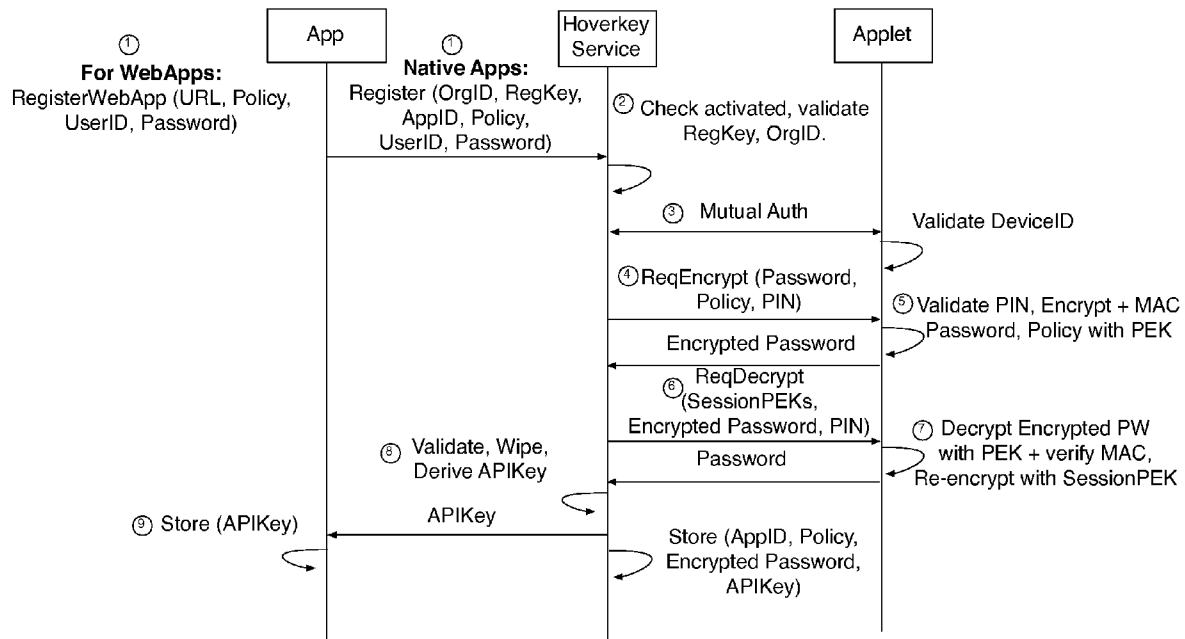 App
Hoverkey
Service
Applet
1
For WebApps:
RegisterWebApp (URL, Policy,
UserID, Password)
1
Native Apps:
Register (OrgID, RegKey,
AppID, Policy,
UserID, Password)
2 Check activated, validate
RegKey, OrgID.
3 Mutual Auth
Validate DeviceID
4 ReqEncrypt (Password,
Policy, PIN)
5 Validate PIN, Encrypt + MAC
Password, Policy with PEK
Encrypted Password
6 ReqDecrypt
(SessionPEKs,
Encrypted Password, PIN)
7 Decrypt Encrypted PW
with PEK + verify MAC,
Re-encrypt with SessionPEK
Password
8 Validate, Wipe,
Derive APIKey
APIKey
9 Store (APIKey)
Store (AppID, Policy,
Encrypted Password,
APIKey)